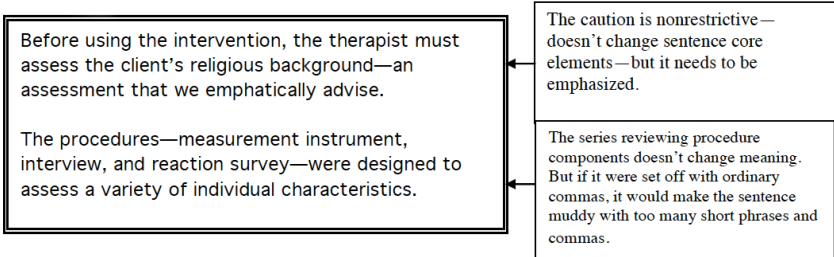 Before using the intervention, the therapist must
assess the client's religious background—an
assessment that we emphatically advise.
The procedures—measurement instrument,
interview, and reaction survey—were designed to
assess a variety of individual characteristics.
The caution is nonrestrictive—
doesn't change sentence core
elements—but it needs to be
emphasized.
The series reviewing procedure
components doesn't change meaning.
But if it were set off with ordinary
commas, it would make the sentence
muddy with too many short phrases and
commas.